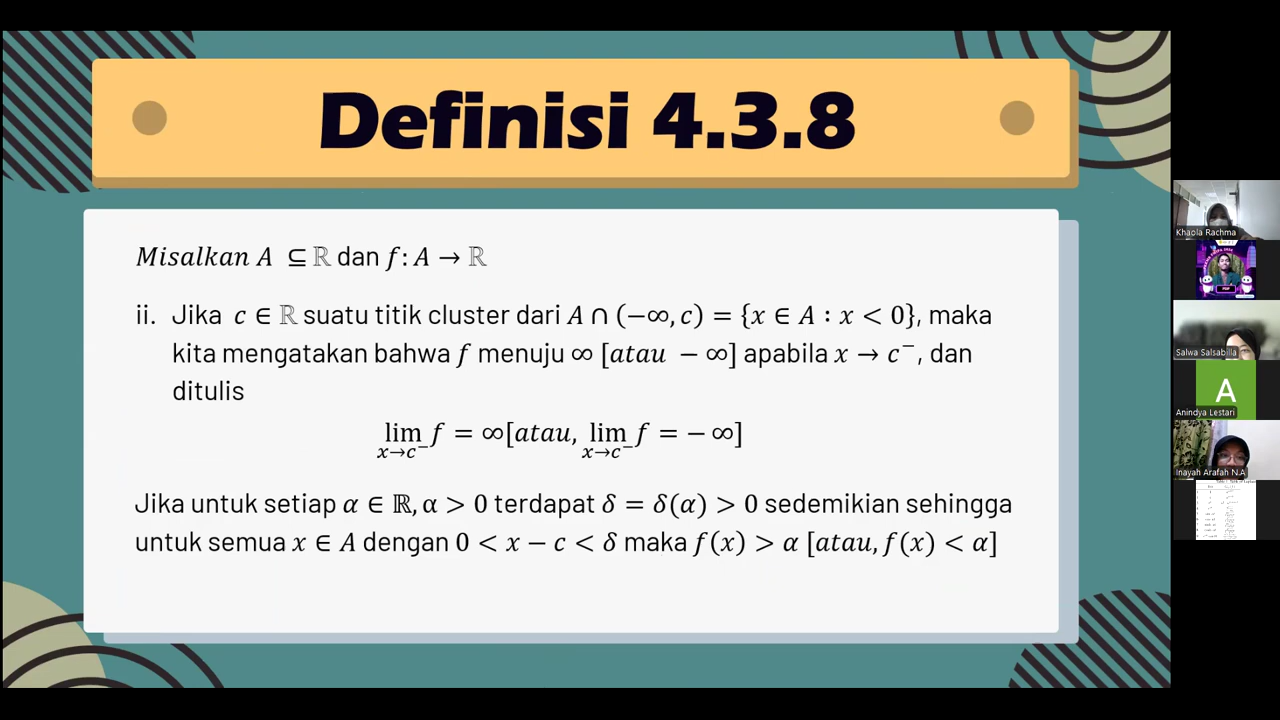 Definisi 4.3.8
Misalkan A ⊆ ℝ dan f: A → ℝ
ii. Jika c ∈ ℝ suatu titik cluster dari A ∩ (−∞, c) = {x ∈ A : x < 0}, maka
kita mengatakan bahwa f menuju ∞ [atau − ∞] apabila x → c⁻, dan
ditulis
lim f = ∞[atau, lim f = − ∞]
x→c⁻ x→c⁻
Jika untuk setiap α ∈ ℝ, α > 0 terdapat δ = δ(α) > 0 sedemikian sehingga
untuk semua x ∈ A dengan 0 < x − c < δ maka f(x) > α [atau, f(x) < α]
Khaola Rachma
Salwa Salsabilla
A
Anindya Lestari
Inayah Arafah N.A